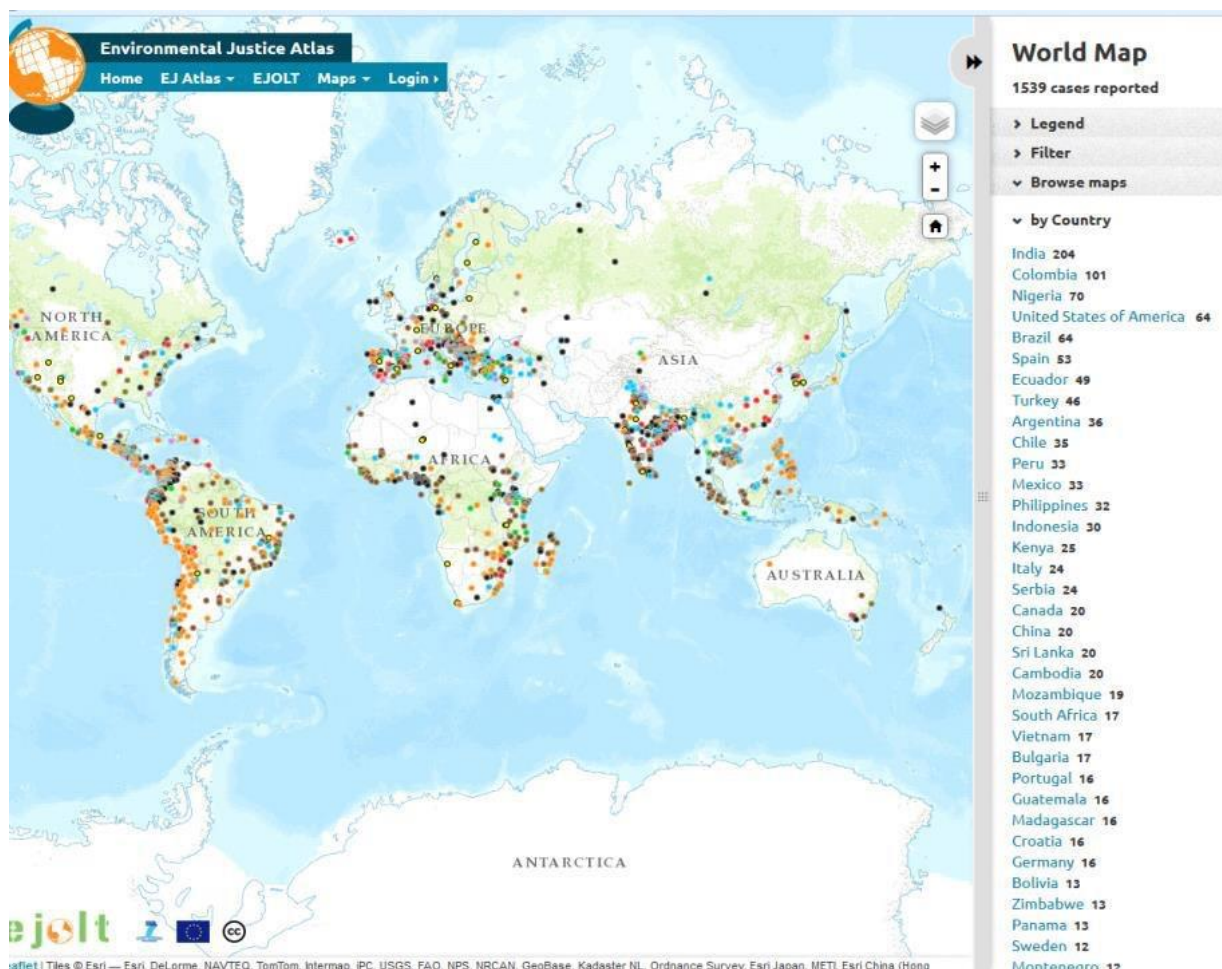 Environmental Justice Atlas
Home EJ Atlas EJOLT Maps Login ›
NORTH
AMERICA
EUROPE
ASIA
AFRICA
SOUTH
AMERICA
AUSTRALIA
ANTARCTICA
ejolt
cc
eaflet | Tiles © Esri — Esri, DeLorme, NAVTEQ, TomTom, Intermap, iPC, USGS, FAO, NPS, NRCAN, GeoBase, Kadaster NL, Ordnance Survey, Esri Japan, METI, Esri China (Hong
World Map
1539 cases reported
Legend
Filter
Browse maps
by Country
India 204
Colombia 101
Nigeria 70
United States of America 64
Brazil 64
Spain 53
Ecuador 49
Turkey 46
Argentina 36
Chile 35
Peru 33
Mexico 33
Philippines 32
Indonesia 30
Kenya 25
Italy 24
Serbia 24
Canada 20
China 20
Sri Lanka 20
Cambodia 20
Mozambique 19
South Africa 17
Vietnam 17
Bulgaria 17
Portugal 16
Guatemala 16
Madagascar 16
Croatia 16
Germany 16
Bolivia 13
Zimbabwe 13
Panama 13
Sweden 12
Montenegro 12